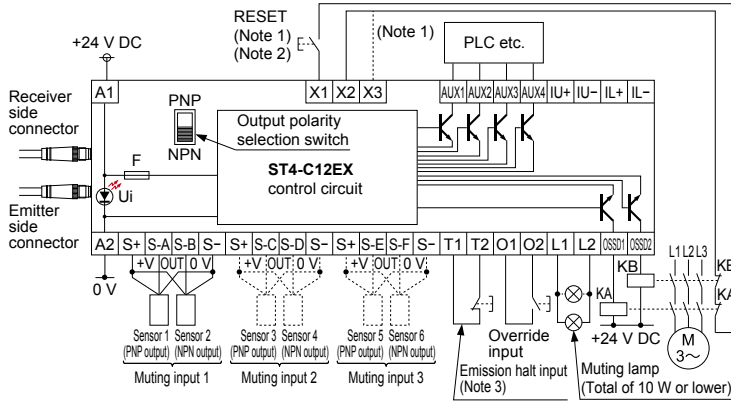 RESET
(Note 1)
(Note 2)
(Note 1)
PLC etc.
+24 V DC
A1 X1 X2 X3 AUX1 AUX2 AUX3 AUX4 IU+ IU− IL+ IL−
Receiver
side
connector
PNP
NPN
Output polarity
selection switch
F
ST4-C12EX
control circuit
Ui
Emitter
side
connector
A2 S+ S-A S-B S− S+ S-C S-D S− S+ S-E S-F S− T1 T2 O1 O2 L1 L2 OSSD1 OSSD2
+V OUT 0 V +V OUT 0 V +V OUT 0 V
0 V
L1 L2 L3
KB KB
KA KA
Sensor 1
(PNP output)
Sensor 2
(NPN output)
Sensor 3
(PNP output)
Sensor 4
(NPN output)
Sensor 5
(PNP output)
Sensor 6
(NPN output)
Muting input 1
Muting input 2
Muting input 3
Override
input
Emission halt input
(Note 3)
+24 V DC
M
3~
Muting lamp
(Total of 10 W or lower)